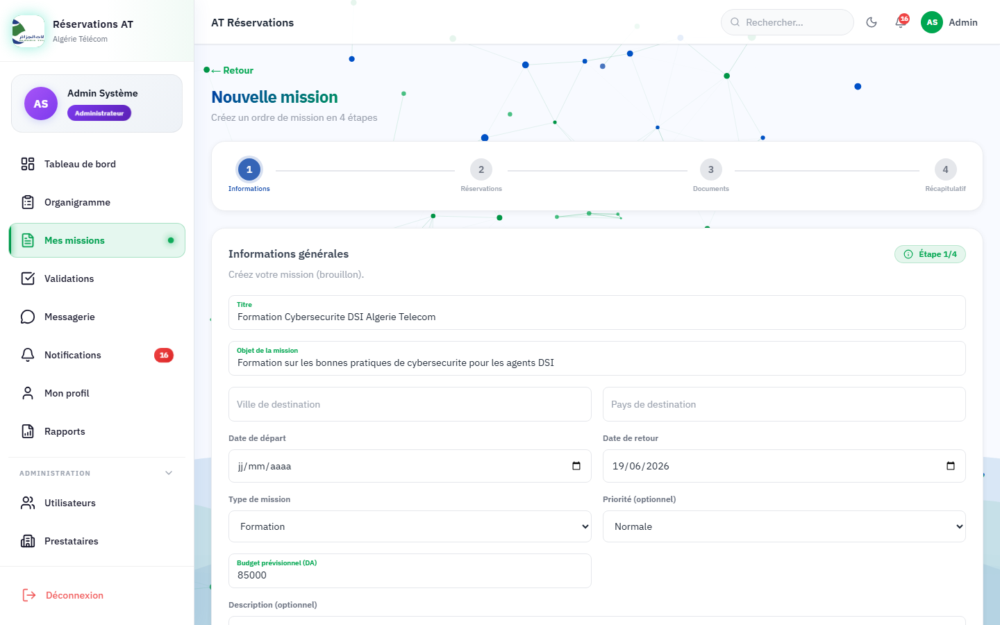 Réservations AT
Algérie Télécom
AS
Admin Système
Administrateur
Tableau de bord
Organigramme
Mes missions
Validations
Messagerie
Notifications
16
Mon profil
Rapports
ADMINISTRATION
Utilisateurs
Prestataires
Déconnexion
AT Réservations
Rechercher...
16
AS
Admin
← Retour
Nouvelle mission
Créez un ordre de mission en 4 étapes
1
Informations
2
Réservations
3
Documents
4
Récapitulatif
Informations générales
Étape 1/4
Créez votre mission (brouillon).
Titre
Formation Cybersecurite DSI Algerie Telecom
Objet de la mission
Formation sur les bonnes pratiques de cybersecurite pour les agents DSI
Ville de destination
Pays de destination
Date de départ
Date de retour
jj/mm/aaaa
19/06/2026
Type de mission
Priorité (optionnel)
Formation
Normale
Budget prévisionnel (DA)
85000
Description (optionnel)